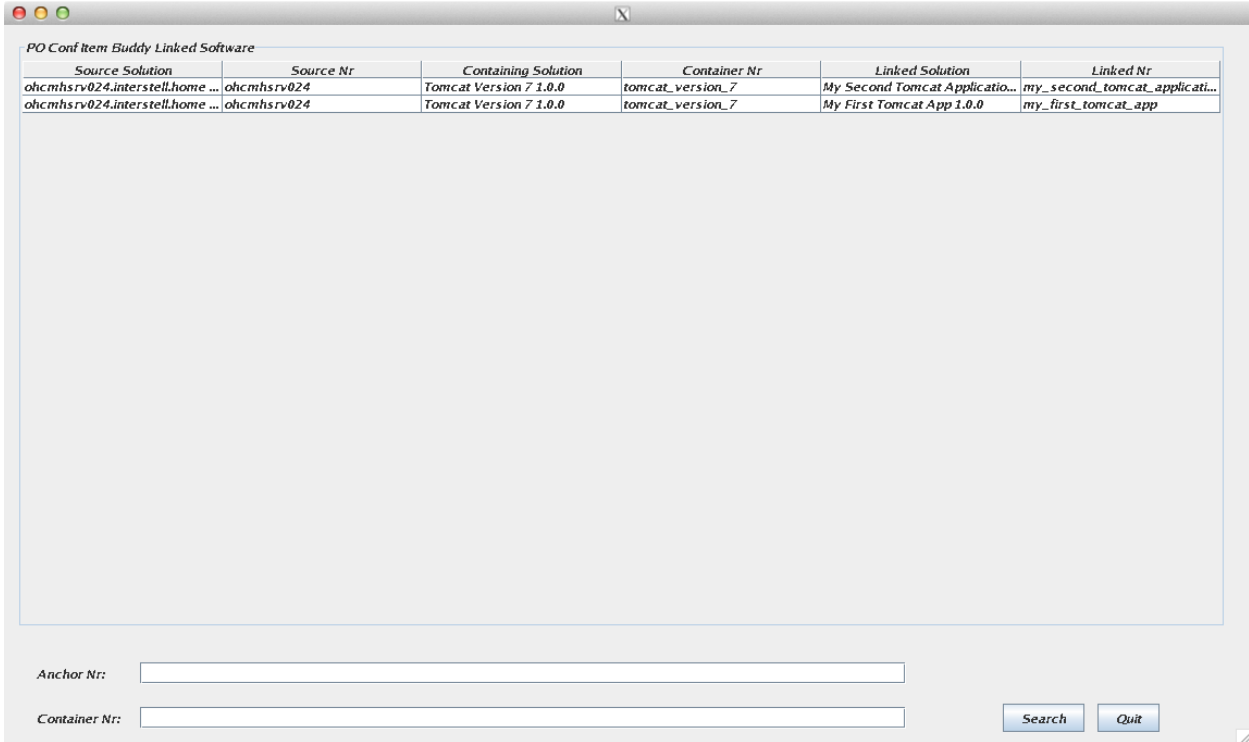 X
PO Conf Item Buddy Linked Software
Source Solution Source Nr Containing Solution Container Nr Linked Solution Linked Nr
ohcmhsrv024.interstell.home ... ohcmhsrv024 Tomcat Version 7 1.0.0 tomcat_version_7 My Second Tomcat Applicatio... my_second_tomcat_applicati...
ohcmhsrv024.interstell.home ... ohcmhsrv024 Tomcat Version 7 1.0.0 tomcat_version_7 My First Tomcat App 1.0.0 my_first_tomcat_app
Anchor Nr:
Container Nr: Search Quit